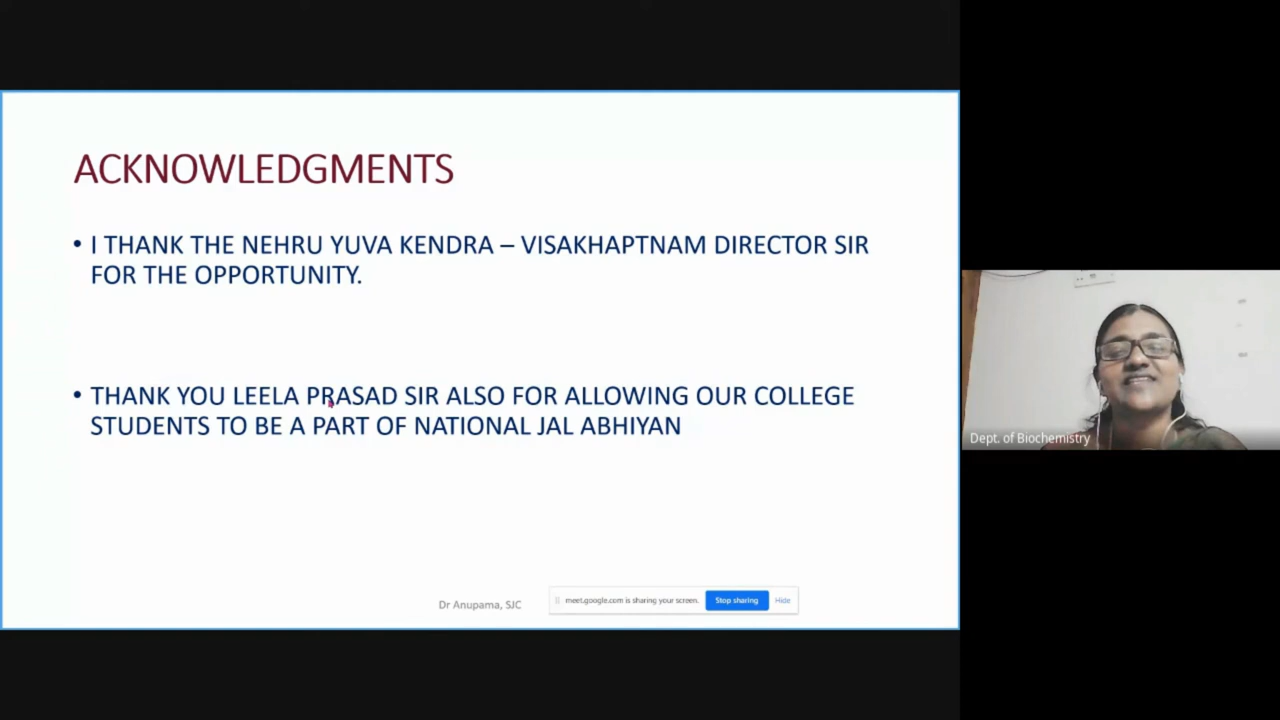 ACKNOWLEDGMENTS
• I THANK THE NEHRU YUVA KENDRA – VISAKHAPTNAM DIRECTOR SIR
FOR THE OPPORTUNITY.
• THANK YOU LEELA PRASAD SIR ALSO FOR ALLOWING OUR COLLEGE
STUDENTS TO BE A PART OF NATIONAL JAL ABHIYAN
Dr Anupama, SJC
meet.google.com is sharing your screen. Stop sharing Hide
Dept. of Biochemistry